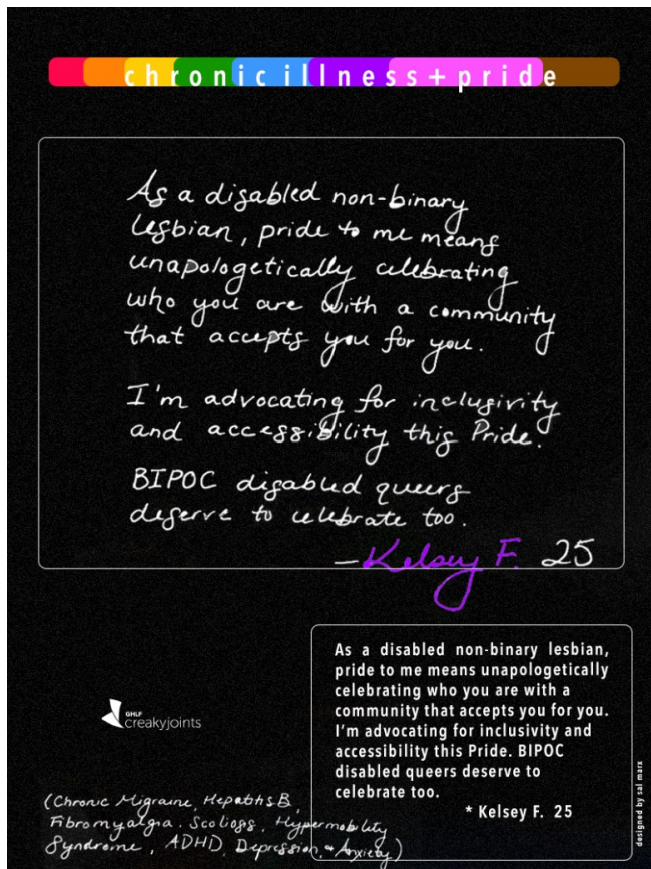 chronic illness+pride
As a disabled non-binary
lesbian, pride to me means
unapologetically celebrating
who you are with a community
that accepts you for you.
I'm advocating for inclusivity
and accessibility this Pride.
BIPOC disabled queers
deserve to celebrate too.
—Kelsey F. 25
As a disabled non-binary lesbian,
pride to me means unapologetically
celebrating who you are with a
community that accepts you for you.
I'm advocating for inclusivity and
accessibility this Pride. BIPOC
disabled queers deserve to
celebrate too.
* Kelsey F. 25
designed by sal marx
GHLF
creakyjoints
(Chronic Migraine, Hepatitis B,
Fibromyalgia, Scoliosis, Hypermobility
Syndrome, ADHD, Depression, + Anxiety)